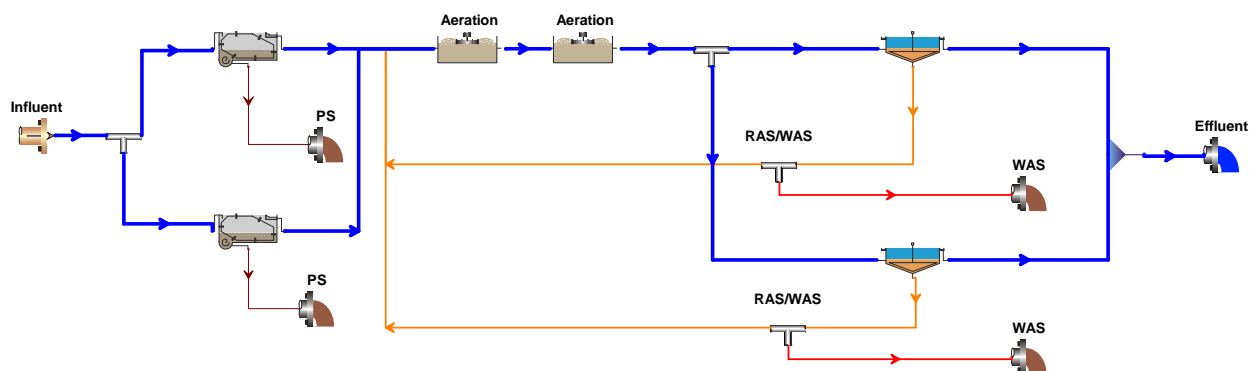 Aeration
Aeration
Influent
PS
RAS/WAS
Effluent
WAS
PS
RAS/WAS
WAS